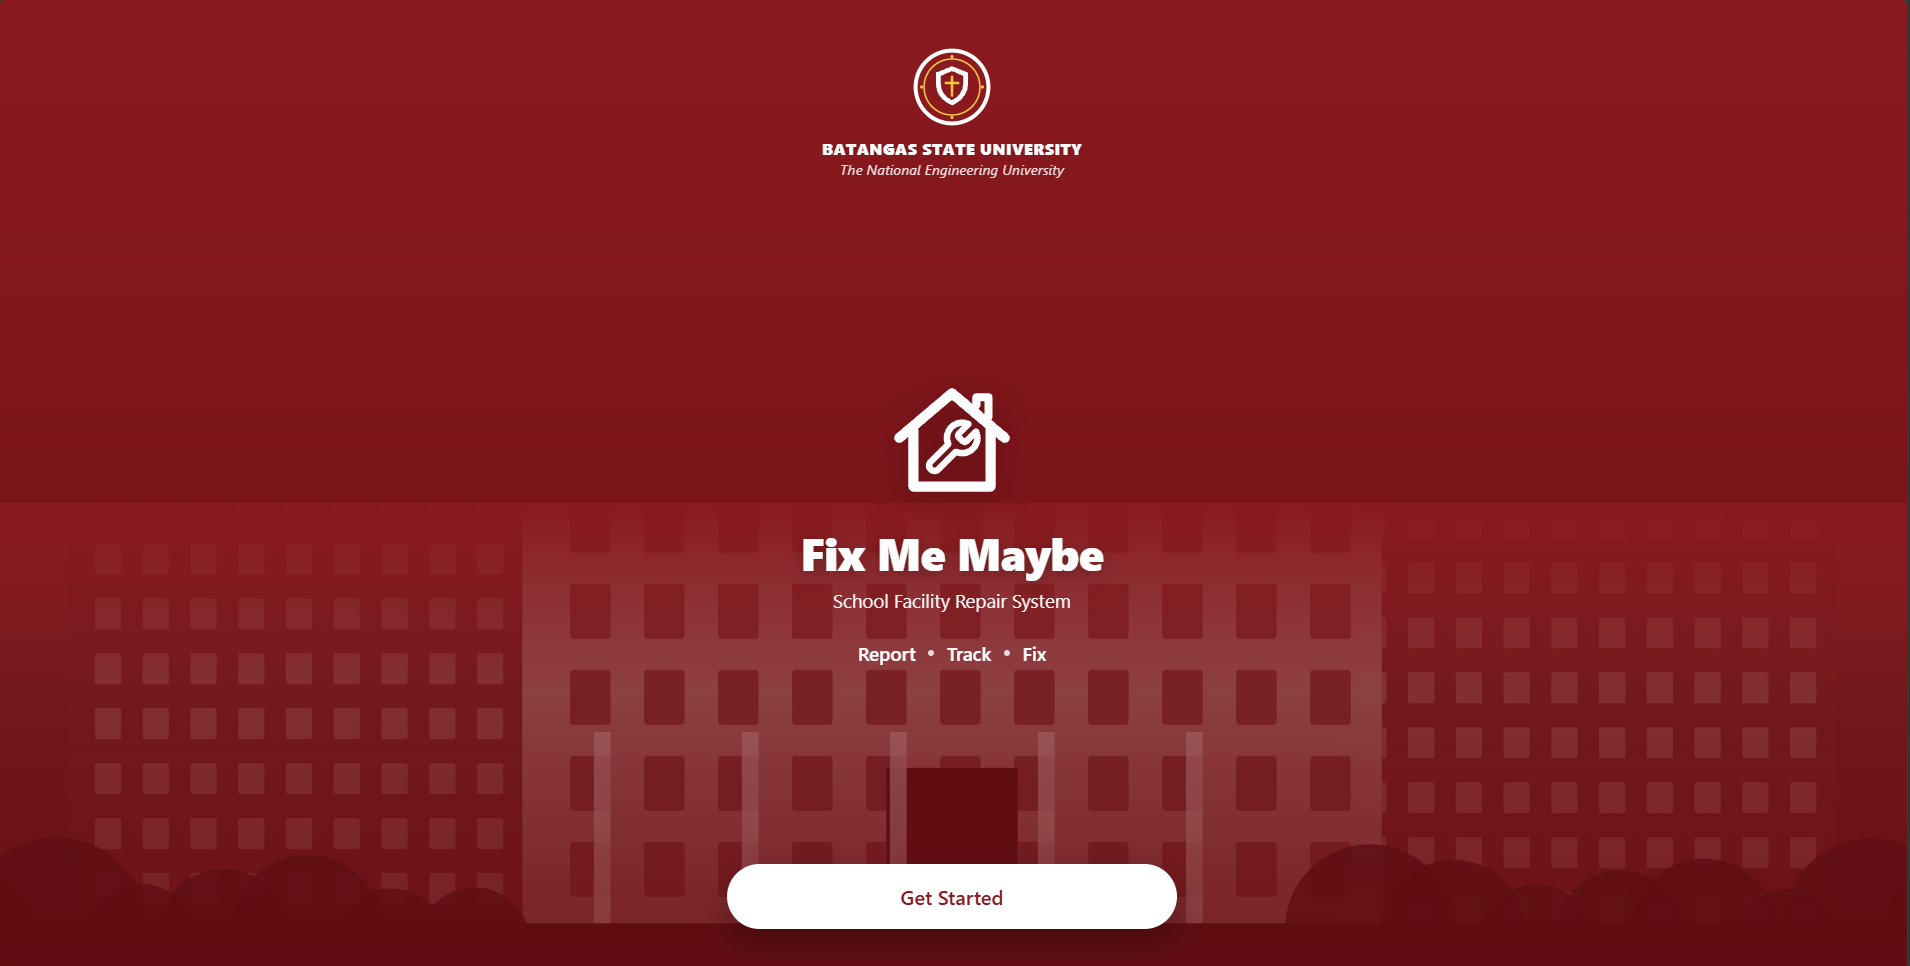 BATANGAS STATE UNIVERSITY
The National Engineering University
Fix Me Maybe
School Facility Repair System
Report • Track • Fix
Get Started